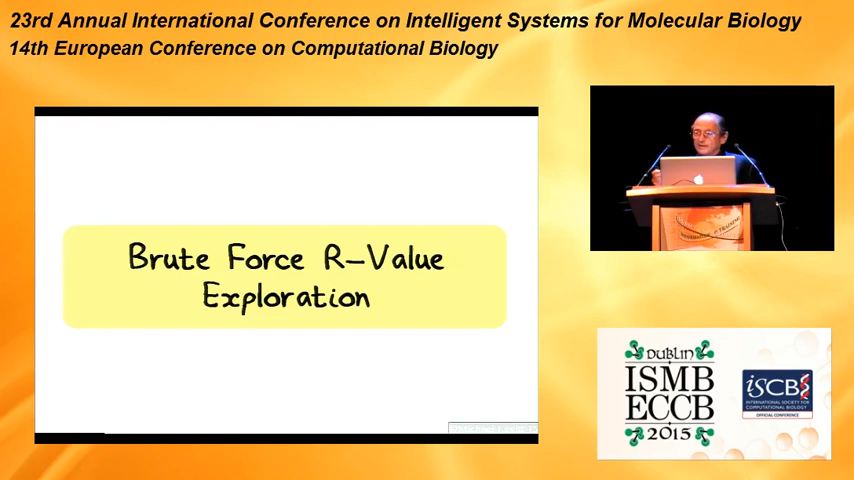 23rd Annual International Conference on Intelligent Systems for Molecular Biology
14th European Conference on Computational Biology
Brute Force R-Value
Exploration
DUBLIN
ISMB
ECCB
2015
iSCB
INTERNATIONAL SOCIETY FOR
COMPUTATIONAL BIOLOGY
OFFICIAL CONFERENCE